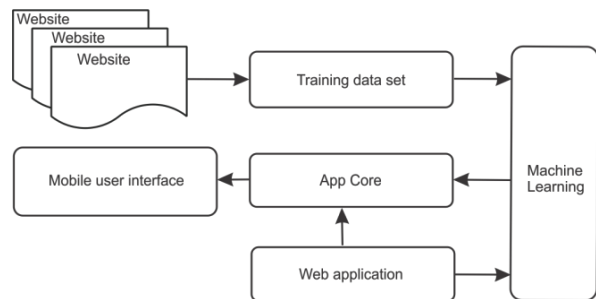 Website
Website
Website
Training data set
Mobile user interface
App Core
Machine
Learning
Web application